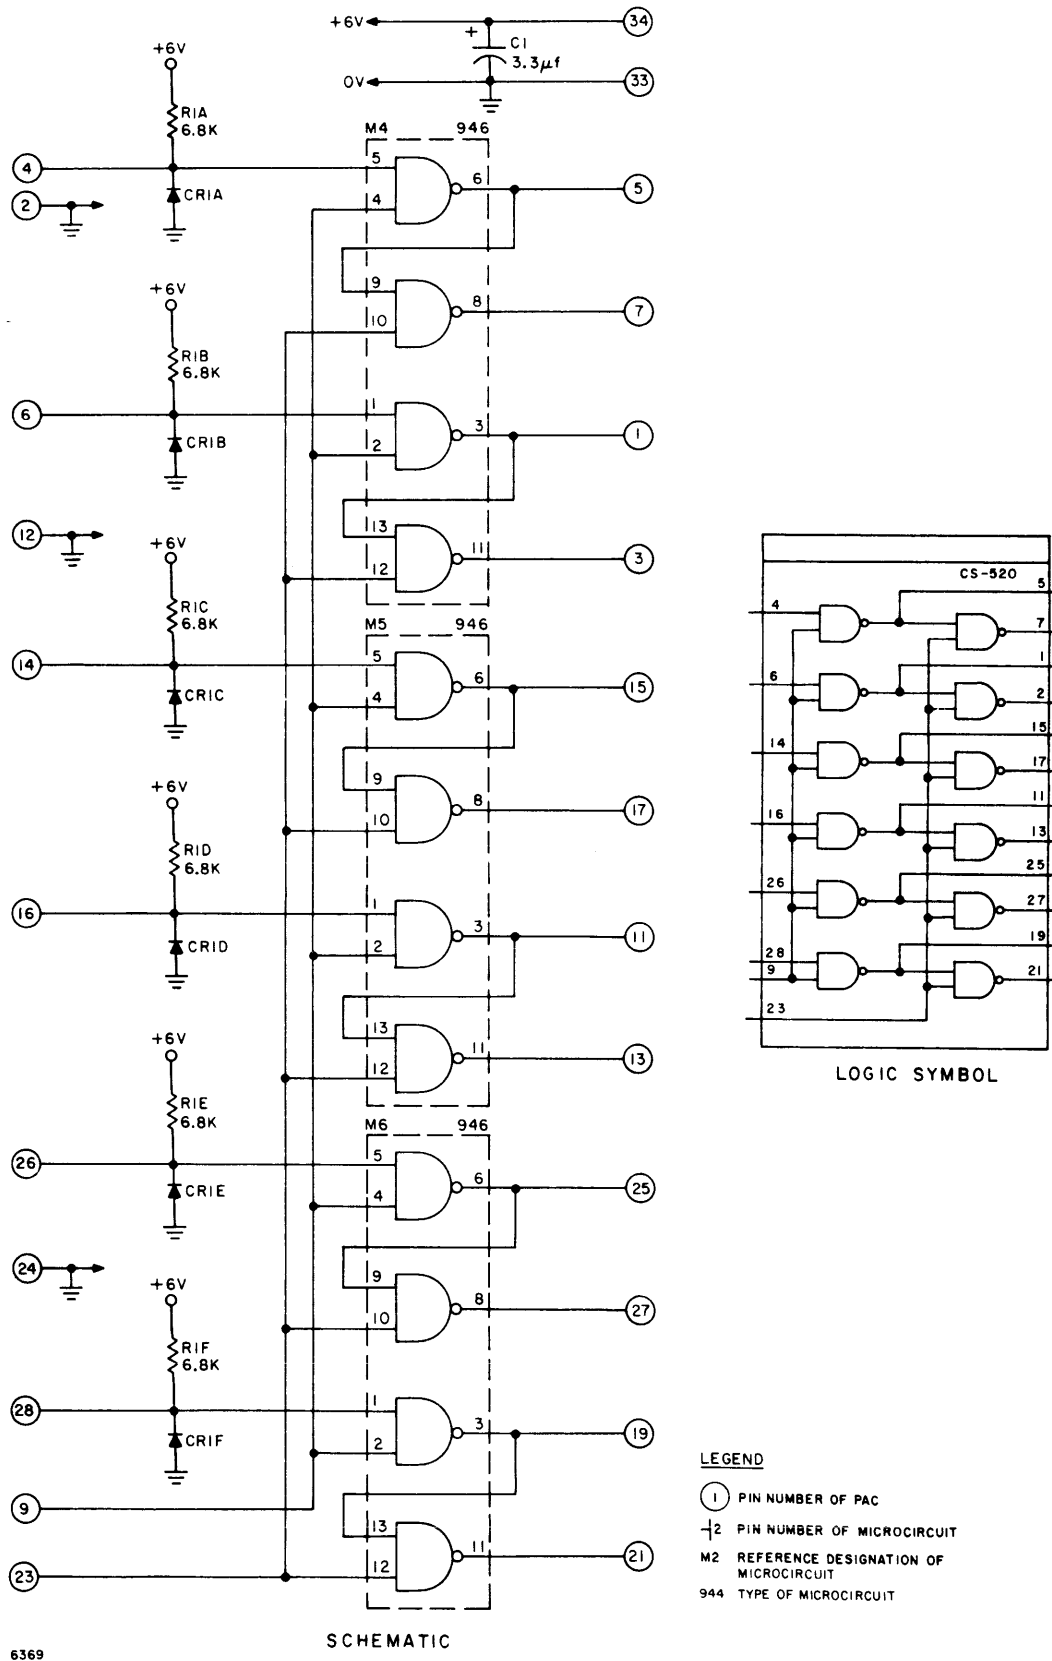 +6V
34
+
C1
3.3μf
0V
33
+6V
R1A
6.8K
M4 946
4
5
6
5
CR1A
2
4
9
8
7
10
+6V
R1B
6.8K
6
1
3
1
CR1B
2
13
11
3
12
12
+6V
R1C
6.8K
M5 946
14
5
6
15
CR1C
4
9
8
17
10
+6V
R1D
6.8K
16
1
3
11
CR1D
2
13
11
13
12
+6V
R1E
6.8K
M6 946
26
5
6
25
CR1E
4
24
9
8
27
10
+6V
R1F
6.8K
28
1
3
19
CR1F
2
9
13
11
21
12
23
SCHEMATIC
6369
CS-520
4
5
7
6
1
2
14
15
17
16
11
13
26
25
27
28
19
9
21
23
LOGIC SYMBOL
LEGEND
1 PIN NUMBER OF PAC
2 PIN NUMBER OF MICROCIRCUIT
M2 REFERENCE DESIGNATION OF
MICROCIRCUIT
944 TYPE OF MICROCIRCUIT